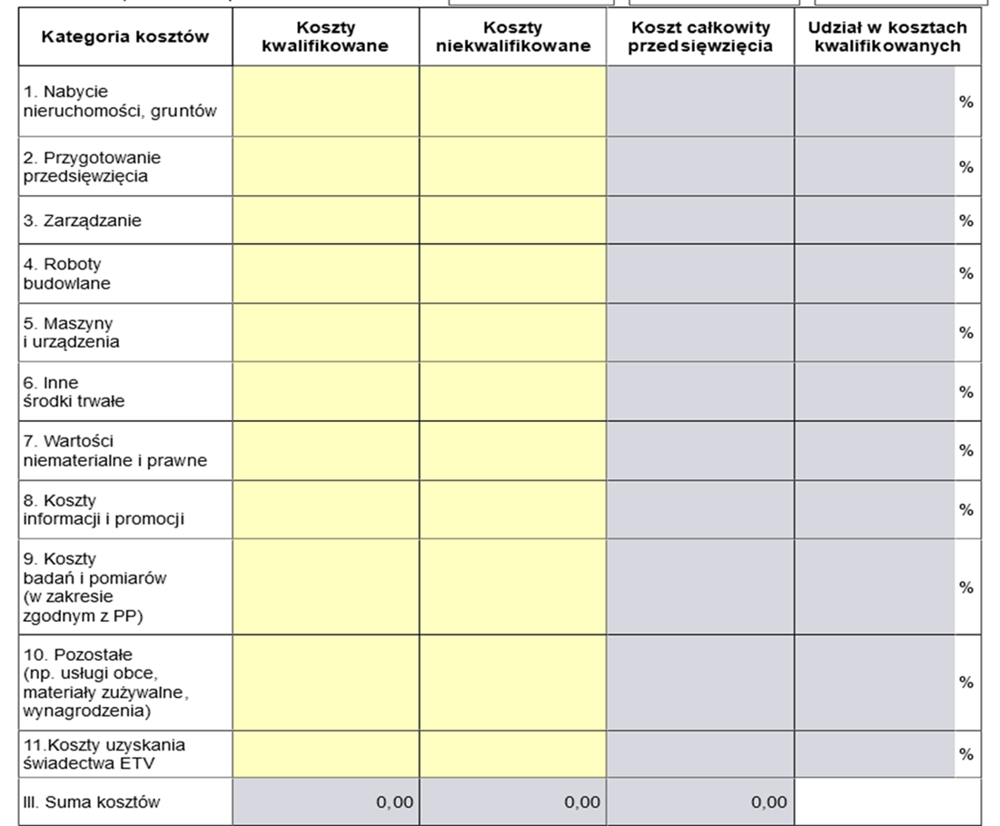 Kategoria kosztów
Koszty
kwalifikowane
Koszty
niekwalifikowane
Koszt całkowity
przedsięwzięcia
Udział w kosztach
kwalifikowanych
1. Nabycie
nieruchomości, gruntów
%
2. Przygotowanie
przedsięwzięcia
%
3. Zarządzanie
%
4. Roboty
budowlane
%
5. Maszyny
i urządzenia
%
6. Inne
środki trwałe
%
7. Wartości
niematerialne i prawne
%
8. Koszty
informacji i promocji
%
9. Koszty
badań i pomiarów
(w zakresie
zgodnym z PP)
%
10. Pozostałe
(np. usługi obce,
materiały zużywalne,
wynagrodzenia)
%
11.Koszty uzyskania
świadectwa ETV
%
III. Suma kosztów 0,00 0,00 0,00